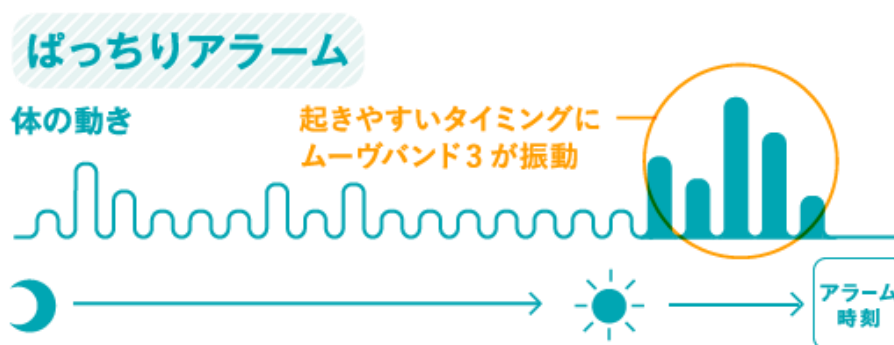 ぱっちりアラーム
体の動き
起きやすいタイミングに
ムーヴバンド3が振動
アラーム
時刻